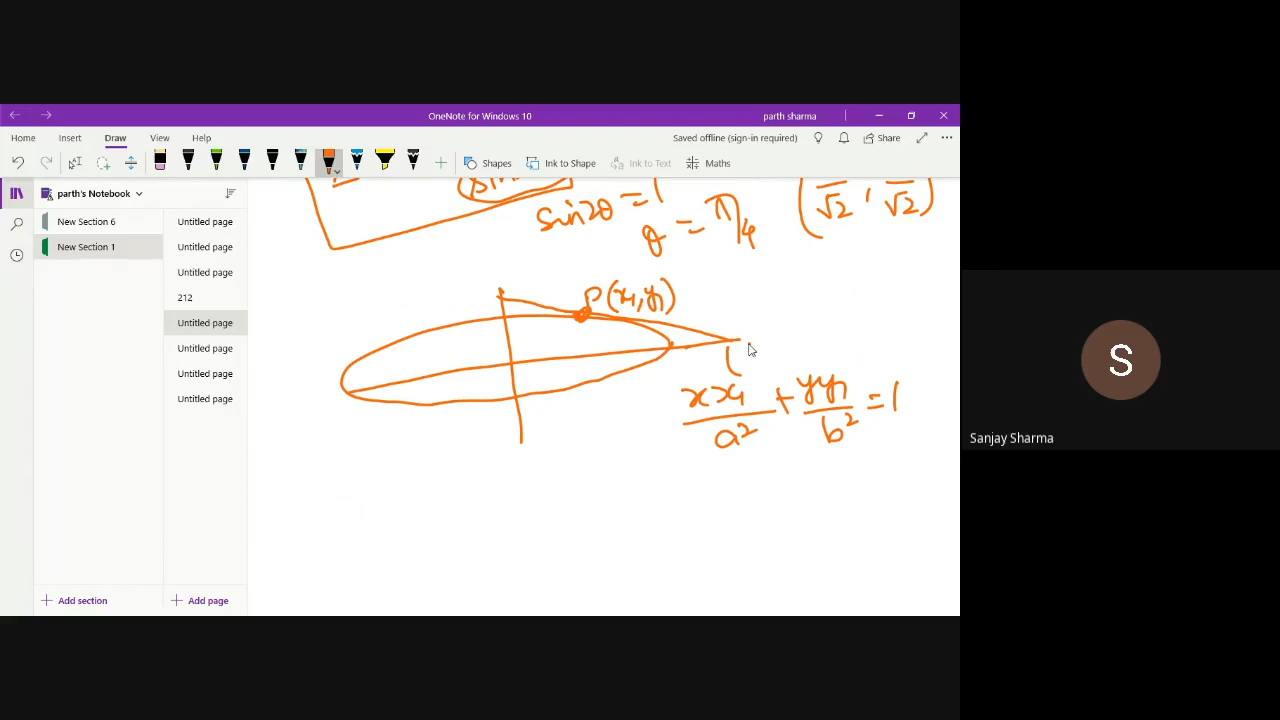 OneNote for Windows 10
parth sharma
Home Insert Draw View Help
Saved offline (sign-in required) Share
Shapes Ink to Shape Ink to Text Maths
parth's Notebook
New Section 6
New Section 1
Untitled page
Untitled page
Untitled page
212
Untitled page
Untitled page
Untitled page
Untitled page
Add section
Add page
sin2θ = 1
θ = π/4
(/√2 , /√2)
P(x₁,y₁)
xx₁/a² + yy₁/b² = 1
S
Sanjay Sharma